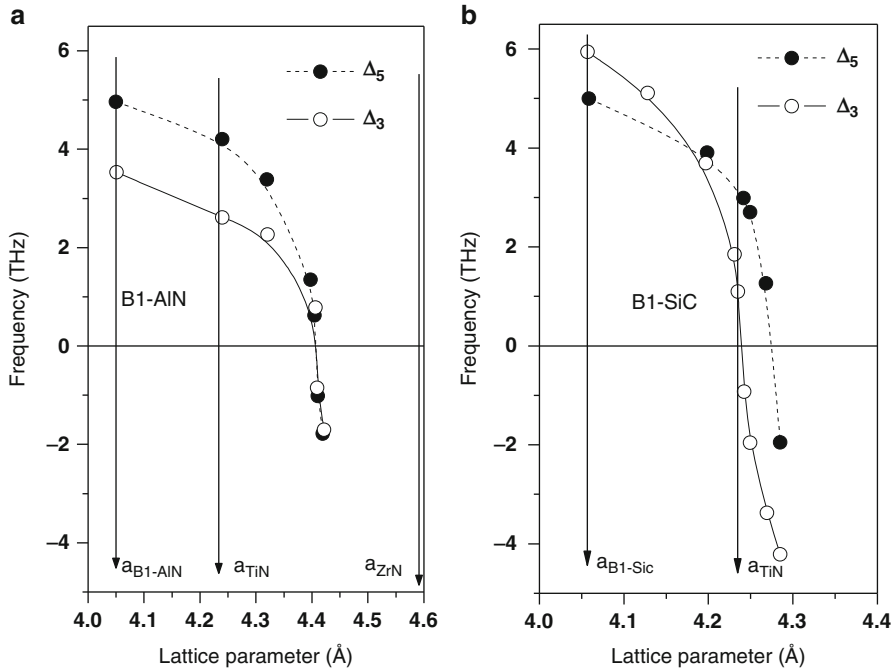 a
Frequency (THz)
6
4
2
0
−2
−4
Δ5
Δ3
B1-AlN
aB1-AlN
aTiN
aZrN
4.0 4.1 4.2 4.3 4.4 4.5 4.6
Lattice parameter (Å)
b
Frequency (THz)
6
4
2
0
−2
−4
Δ5
Δ3
B1-SiC
aB1-Sic
aTiN
4.0 4.1 4.2 4.3 4.4
Lattice parameter (Å)